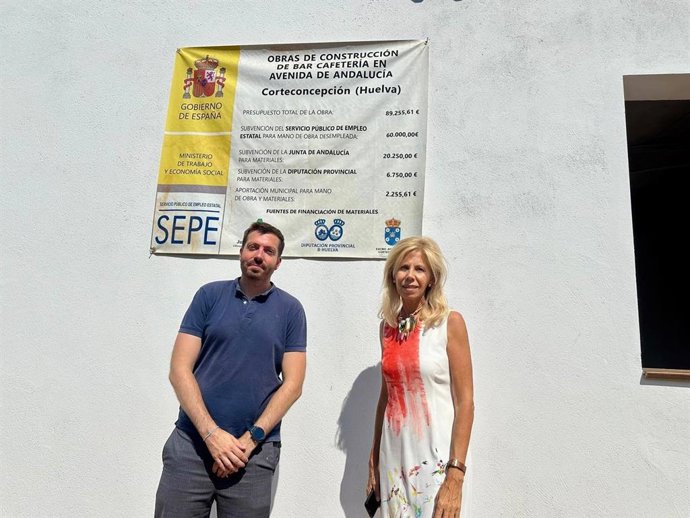 OBRAS DE CONSTRUCCIÓN
DE BAR CAFETERÍA EN
AVENIDA DE ANDALUCÍA
Corteconcepción (Huelva)
GOBIERNO
DE ESPAÑA
MINISTERIO
DE TRABAJO
Y ECONOMÍA SOCIAL
SERVICIO PÚBLICO DE EMPLEO ESTATAL
SEPE
PRESUPUESTO TOTAL DE LA OBRA: 89.255,61 €
SUBVENCIÓN DEL SERVICIO PÚBLICO DE EMPLEO
ESTATAL PARA MANO DE OBRA DESEMPLEADA: 60.000,00€
SUBVENCIÓN DE LA JUNTA DE ANDALUCÍA
PARA MATERIALES: 20.250,00 €
SUBVENCIÓN DE LA DIPUTACIÓN PROVINCIAL
PARA MATERIALES: 6.750,00 €
APORTACIÓN MUNICIPAL PARA MANO
DE OBRA Y MATERIALES: 2.255,61 €
FUENTES DE FINANCIACIÓN DE MATERIALES
DIPUTACIÓN PROVINCIAL
D HUELVA